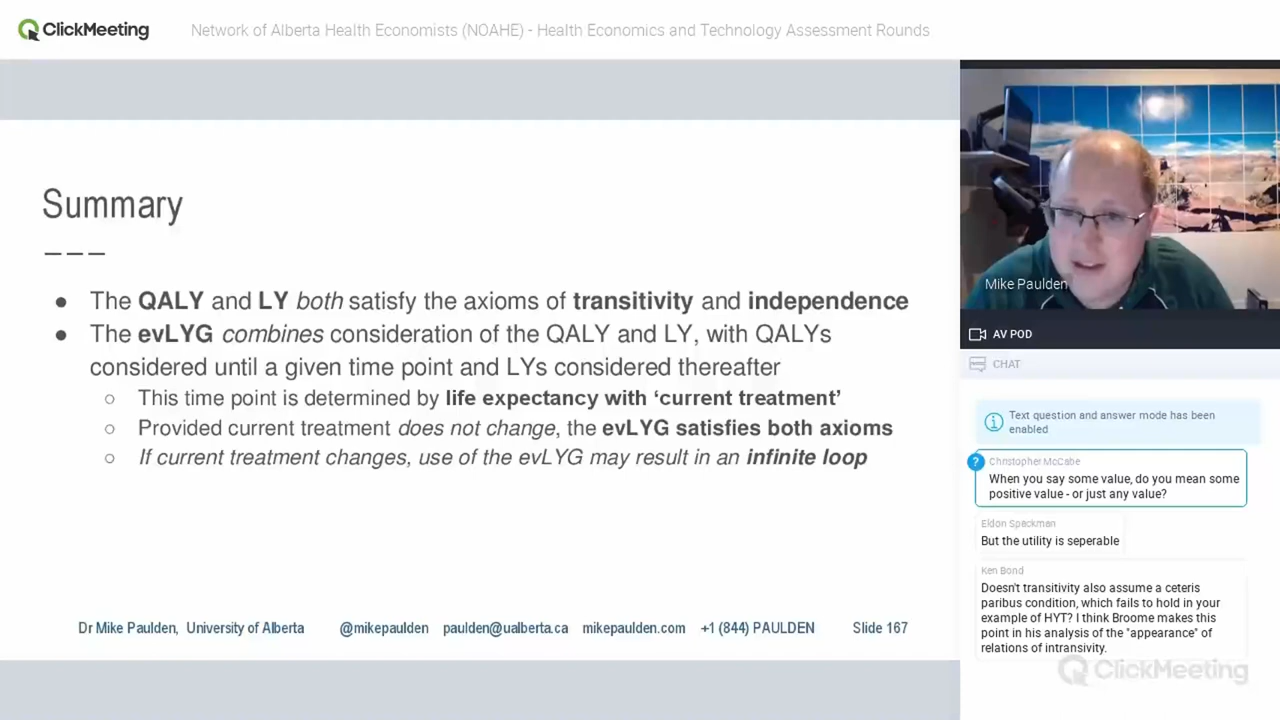 ClickMeeting
Network of Alberta Health Economists (NOAHE) - Health Economics and Technology Assessment Rounds
Summary
● The QALY and LY both satisfy the axioms of transitivity and independence
● The evLYG combines consideration of the QALY and LY, with QALYs
considered until a given time point and LYs considered thereafter
○ This time point is determined by life expectancy with ‘current treatment’
○ Provided current treatment does not change, the evLYG satisfies both axioms
○ If current treatment changes, use of the evLYG may result in an infinite loop
Dr Mike Paulden, University of Alberta @mikepaulden paulden@ualberta.ca mikepaulden.com +1 (844) PAULDEN Slide 167
Mike Paulden
AV POD
CHAT
Text question and answer mode has been
enabled
? Christopher McCabe
When you say some value, do you mean some
positive value - or just any value?
Eldon Speckman
But the utility is seperable
Ken Bond
Doesn't transitivity also assume a ceteris
paribus condition, which fails to hold in your
example of HYT? I think Broome makes this
point in his analysis of the "appearance" of
relations of intransivity.
ClickMeeting